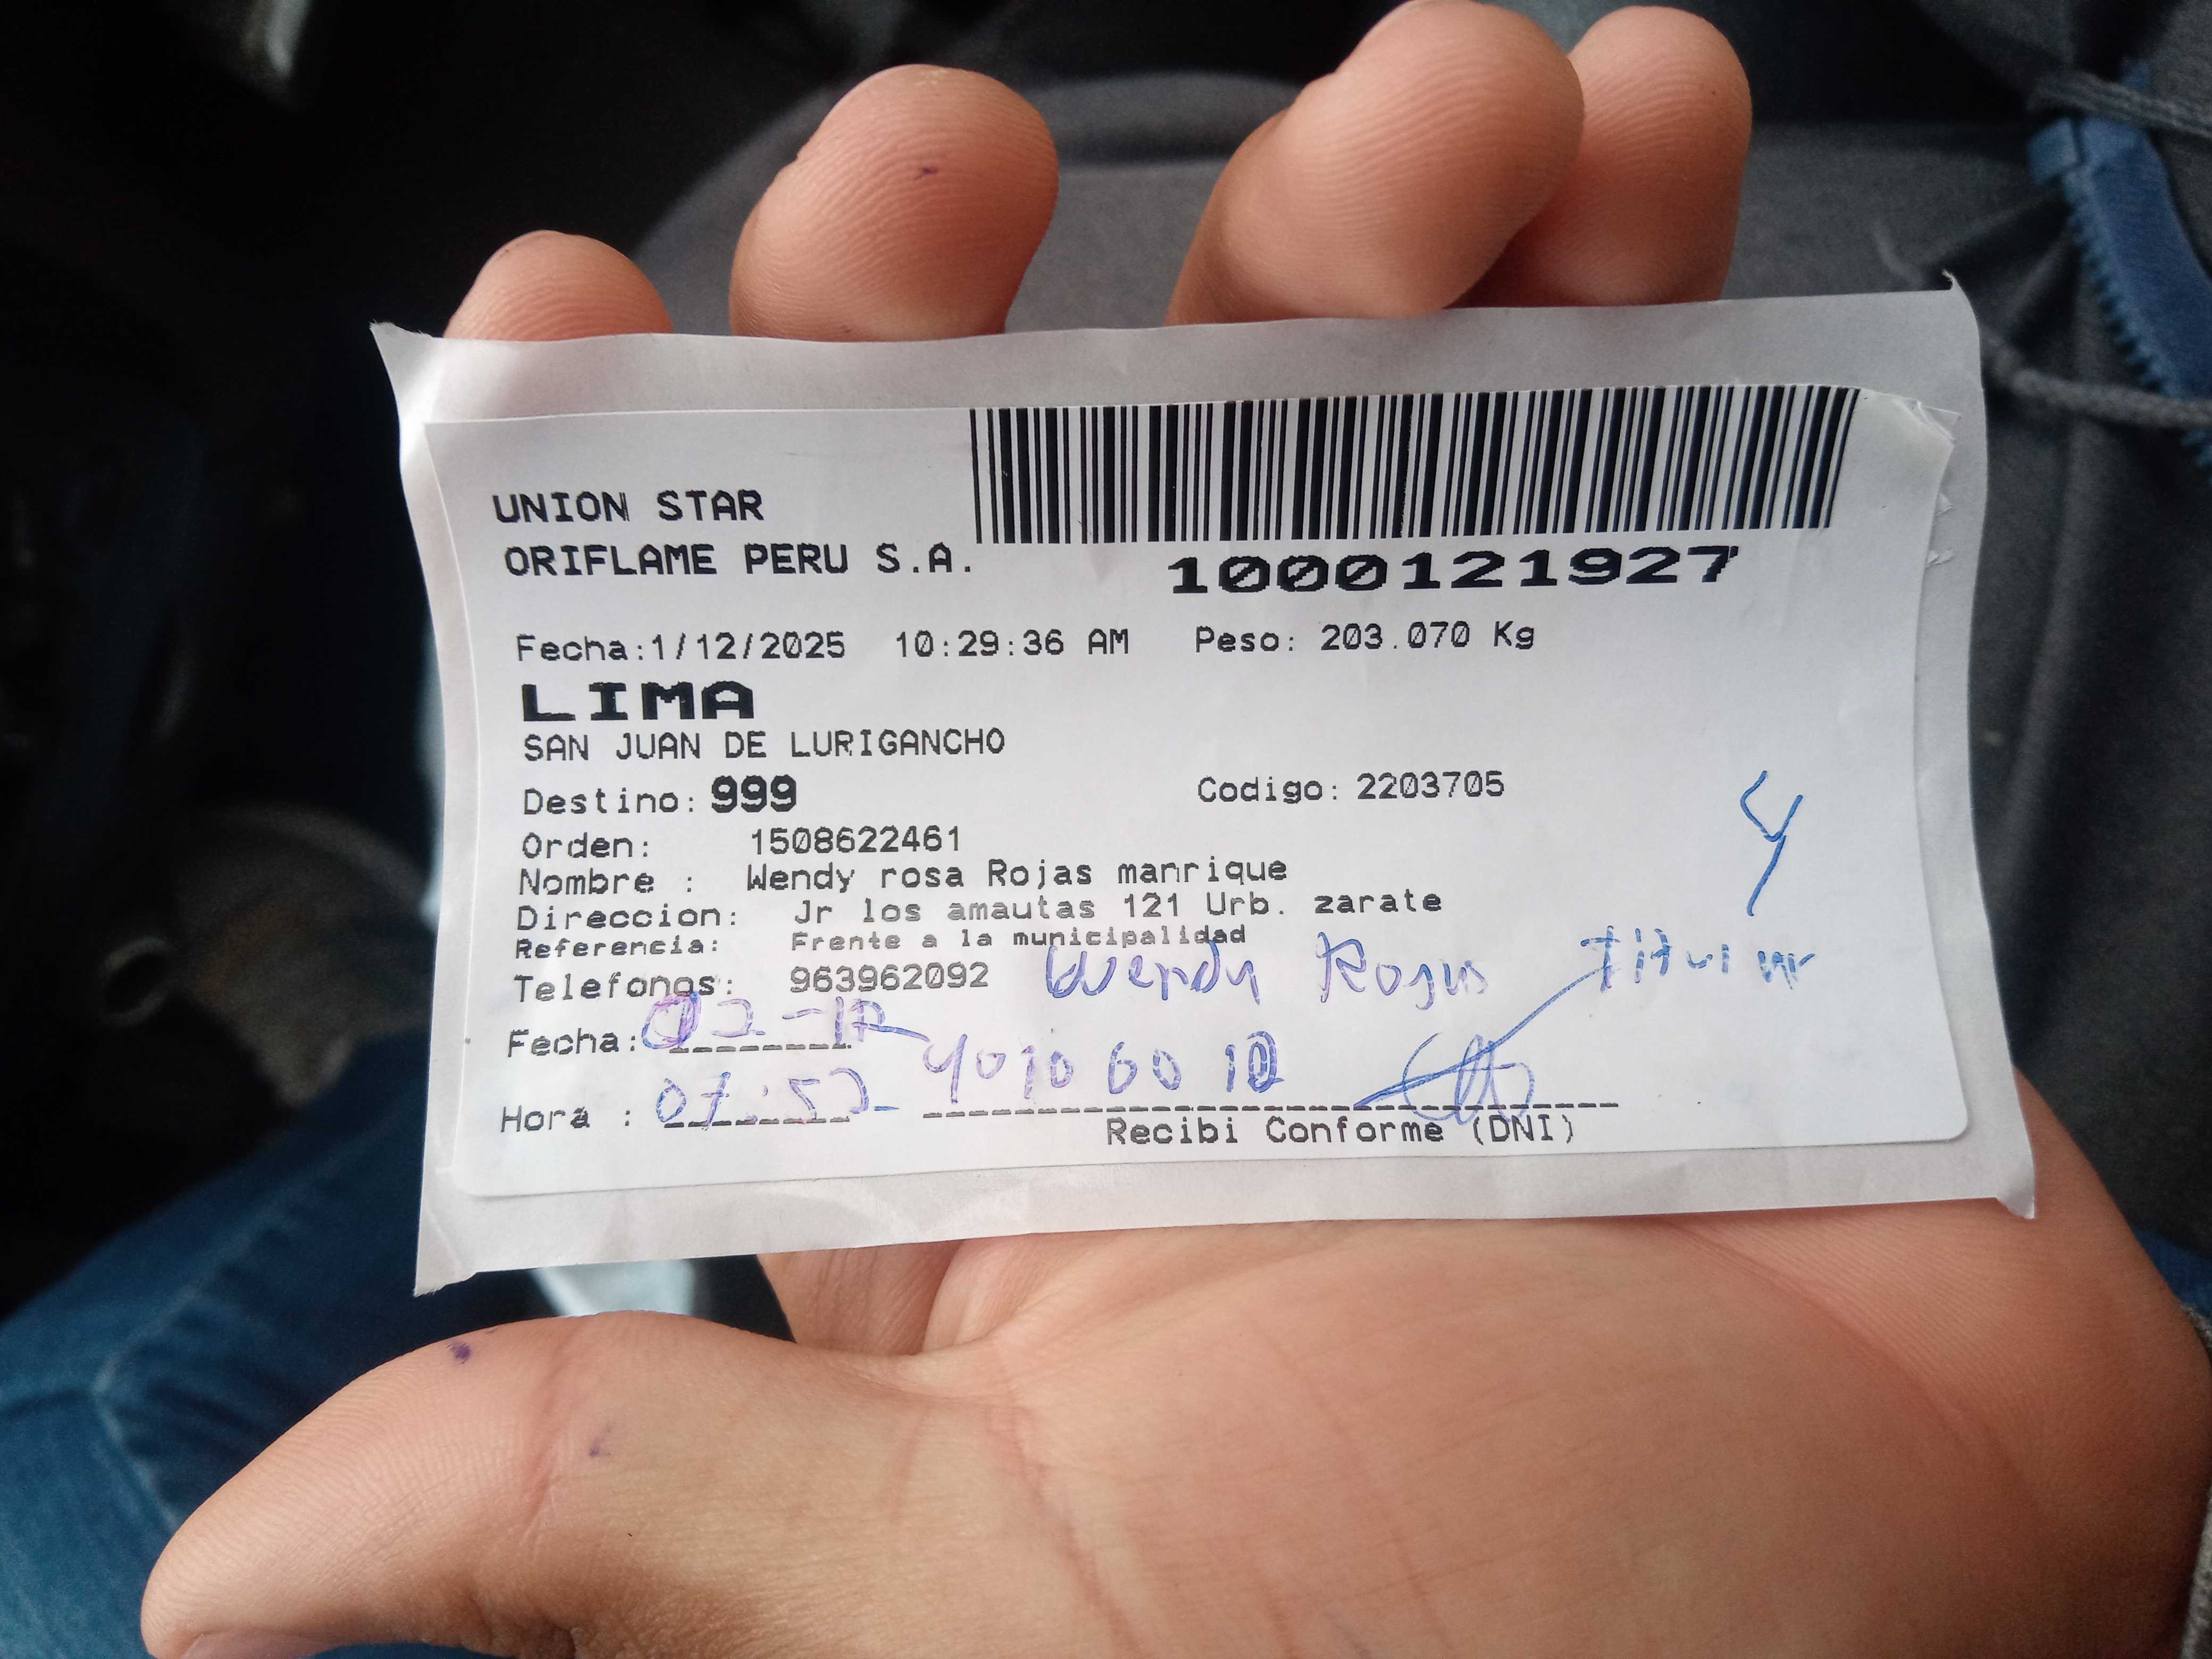 UNION STAR
ORIFLAME PERU S.A.
1000121927
Fecha:1/12/2025 10:29:36 AM Peso: 203.070 Kg
LIMA
SAN JUAN DE LURIGANCHO
Destino: 999 Codigo: 2203705
Orden: 1508622461
Nombre : Wendy rosa Rojas manrique
Direccion: Jr los amautas 121 Urb. zarate
Referencia: Frente a la municipalidad
Telefonos: 963962092 Wendy Rojas Titular
Fecha: 02-12
Hora :
Recibi Conforme (DNI)